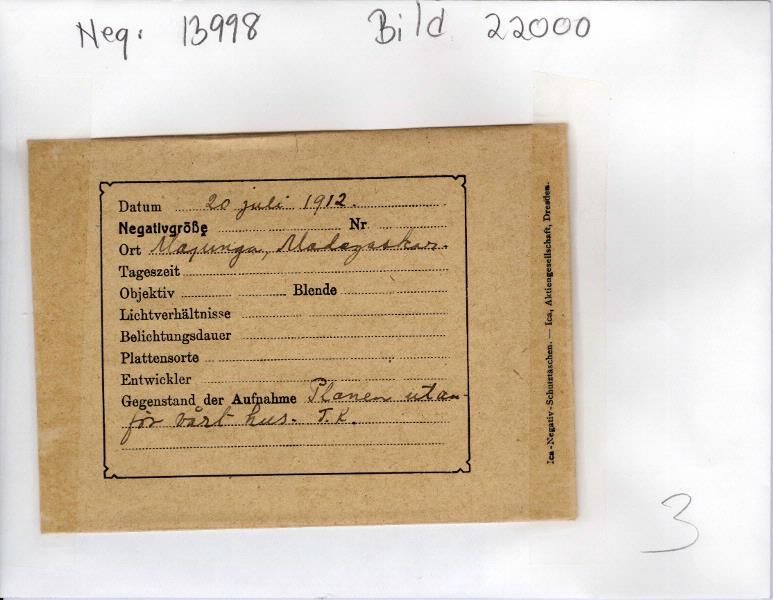 Neg. 13998 Bild 22000
Datum 20 juli 1912.
Negativgröße Nr
Ort Majunga, Madagaskar.
Tageszeit
Objektiv Blende
Lichtverhältnisse
Belichtungsdauer
Plattensorte
Entwickler
Gegenstand der Aufnahme Planen utan-
för vårt hus. T.K.
Ica-Negativ-Schutztaschen. — Ica, Aktiengesellschaft, Dresden.
3